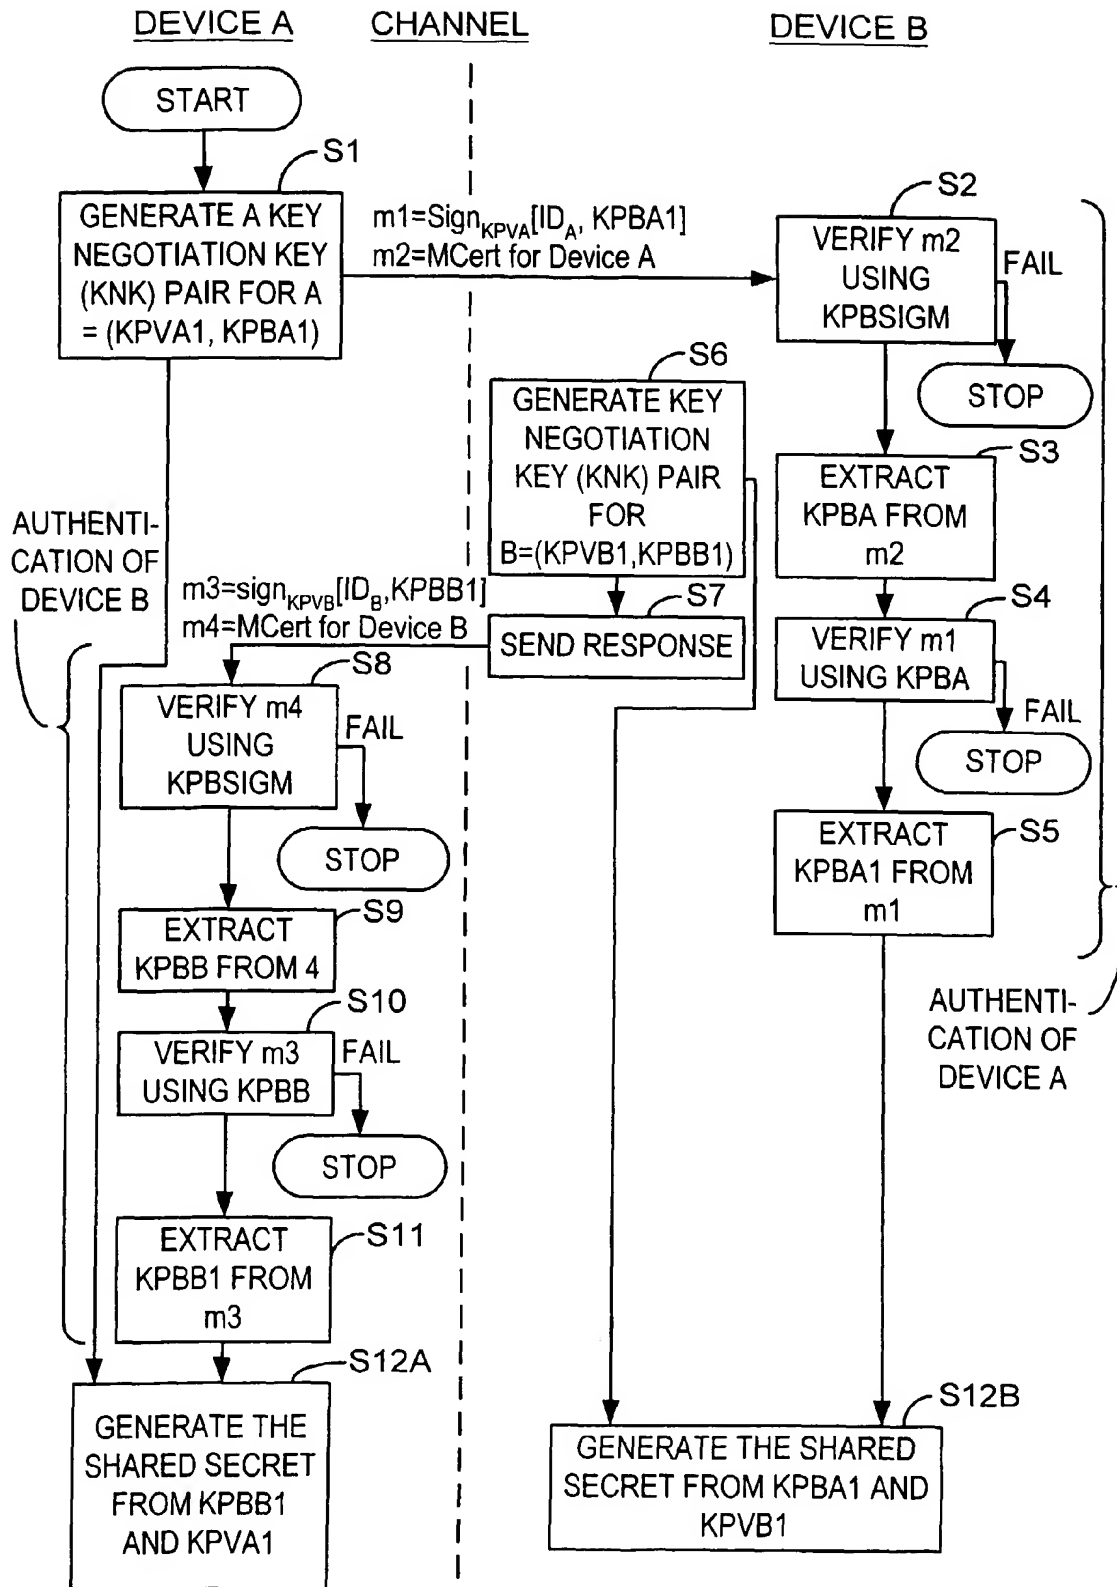 DEVICE A
CHANNEL
DEVICE B
START
S1
GENERATE A KEY
NEGOTIATION KEY
(KNK) PAIR FOR A
= (KPVA1, KPBA1)
m1=Sign_KPVA[ID_A, KPBA1]
m2=MCert for Device A
S2
VERIFY m2
USING
KPBSIGM
FAIL
STOP
S6
GENERATE KEY
NEGOTIATION
KEY (KNK) PAIR
FOR
B=(KPVB1,KPBB1)
S3
EXTRACT
KPBA FROM
m2
AUTHENTI-
CATION OF
DEVICE B
m3=sign_KPVB[ID_B,KPBB1]
m4=MCert for Device B
S7
SEND RESPONSE
S4
VERIFY m1
USING KPBA
FAIL
STOP
S8
VERIFY m4
USING
KPBSIGM
FAIL
STOP
S5
EXTRACT
KPBA1 FROM
m1
S9
EXTRACT
KPBB FROM 4
S10
VERIFY m3
USING KPBB
FAIL
STOP
AUTHENTI-
CATION OF
DEVICE A
S11
EXTRACT
KPBB1 FROM
m3
S12A
GENERATE THE
SHARED SECRET
FROM KPBB1
AND KPVA1
S12B
GENERATE THE SHARED
SECRET FROM KPBA1 AND
KPVB1